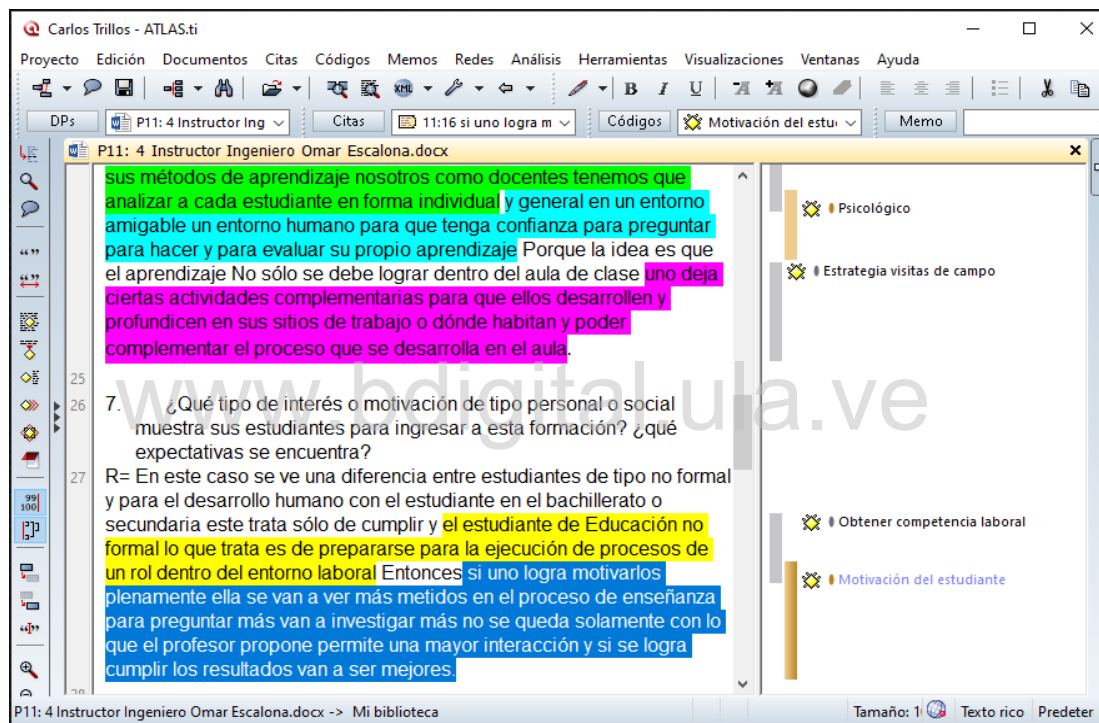 Carlos Trillos - ATLAS.ti
Proyecto Edición Documentos Citas Códigos Memos Redes Análisis Herramientas Visualizaciones Ventanas Ayuda
XML B I U A A
DPs P11: 4 Instructor Ing Citas 11:16 si uno logra m Códigos Motivación del estu Memo
P11: 4 Instructor Ingeniero Omar Escalona.docx
sus métodos de aprendizaje nosotros como docentes tenemos que
analizar a cada estudiante en forma individual y general en un entorno
amigable un entorno humano para que tenga confianza para preguntar
para hacer y para evaluar su propio aprendizaje Porque la idea es que
el aprendizaje No sólo se debe lograr dentro del aula de clase uno deja
ciertas actividades complementarias para que ellos desarrollen y
profundicen en sus sitios de trabajo o dónde habitan y poder
complementar el proceso que se desarrolla en el aula.
25
26 7. ¿Qué tipo de interés o motivación de tipo personal o social
muestra sus estudiantes para ingresar a esta formación? ¿qué
expectativas se encuentra?
27 R= En este caso se ve una diferencia entre estudiantes de tipo no formal
y para el desarrollo humano con el estudiante en el bachillerato o
secundaria este trata sólo de cumplir y el estudiante de Educación no
formal lo que trata es de prepararse para la ejecución de procesos de
un rol dentro del entorno laboral Entonces si uno logra motivarlos
plenamente ella se van a ver más metidos en el proceso de enseñanza
para preguntar más van a investigar más no se queda solamente con lo
que el profesor propone permite una mayor interacción y si se logra
cumplir los resultados van a ser mejores.
Psicológico
Estrategia visitas de campo
Obtener competencia laboral
Motivación del estudiante
www.bdigital.ula.ve
99
100
P11: 4 Instructor Ingeniero Omar Escalona.docx -> Mi biblioteca Tamaño: 1 Texto rico Predeter